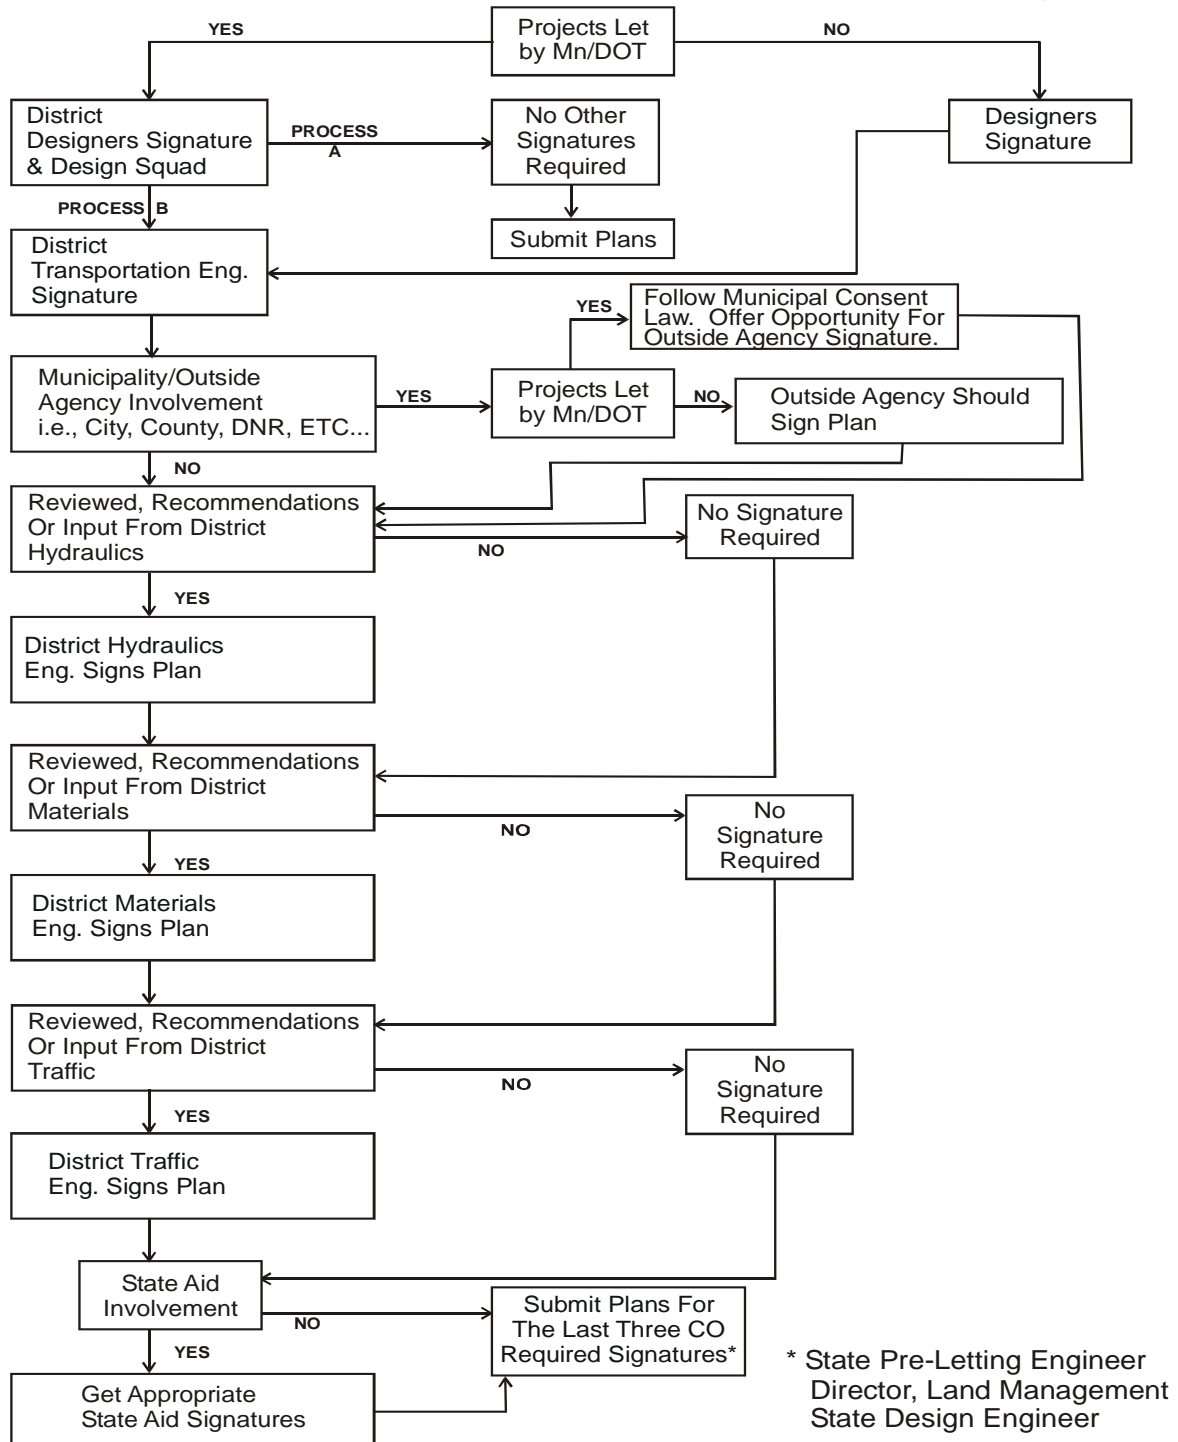 YES
Projects Let
by Mn/DOT
NO
District
Designers Signature
& Design Squad
PROCESS
A
No Other
Signatures
Required
Designers
Signature
PROCESS B
Submit Plans
District
Transportation Eng.
Signature
YES
Follow Municipal Consent
Law. Offer Opportunity For
Outside Agency Signature.
Municipality/Outside
Agency Involvement
i.e., City, County, DNR, ETC...
YES
Projects Let
by Mn/DOT
NO
Outside Agency Should
Sign Plan
NO
Reviewed, Recommendations
Or Input From District
Hydraulics
NO
No Signature
Required
YES
District Hydraulics
Eng. Signs Plan
Reviewed, Recommendations
Or Input From District
Materials
NO
No
Signature
Required
YES
District Materials
Eng. Signs Plan
Reviewed, Recommendations
Or Input From District
Traffic
NO
No
Signature
Required
YES
District Traffic
Eng. Signs Plan
State Aid
Involvement
NO
Submit Plans For
The Last Three CO
Required Signatures*
YES
Get Appropriate
State Aid Signatures
* State Pre-Letting Engineer
Director, Land Management
State Design Engineer